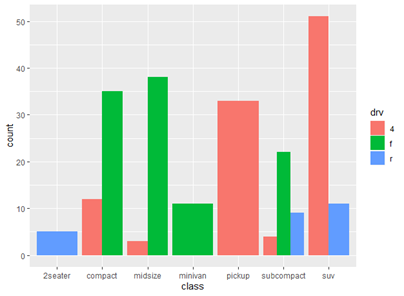 50
40
30
20
10
0
count
2seater compact midsize minivan pickup subcompact suv
class
drv
4
f
r